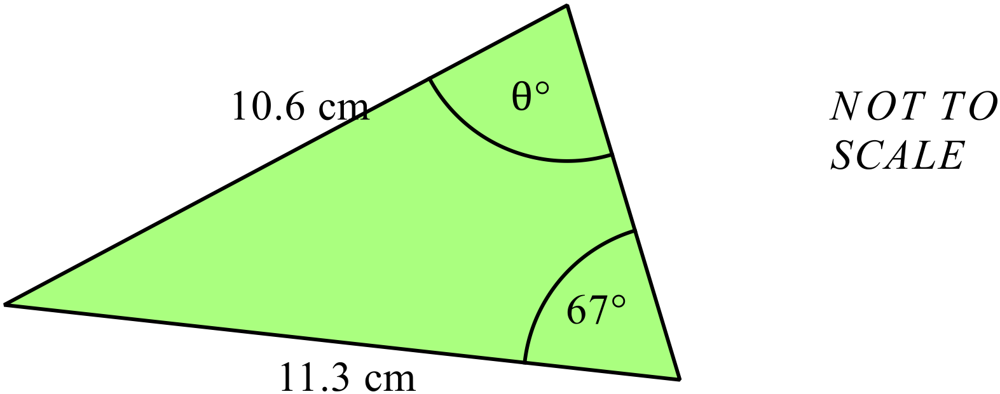 10.6 cm
θ°
NOT TO
SCALE
67°
11.3 cm